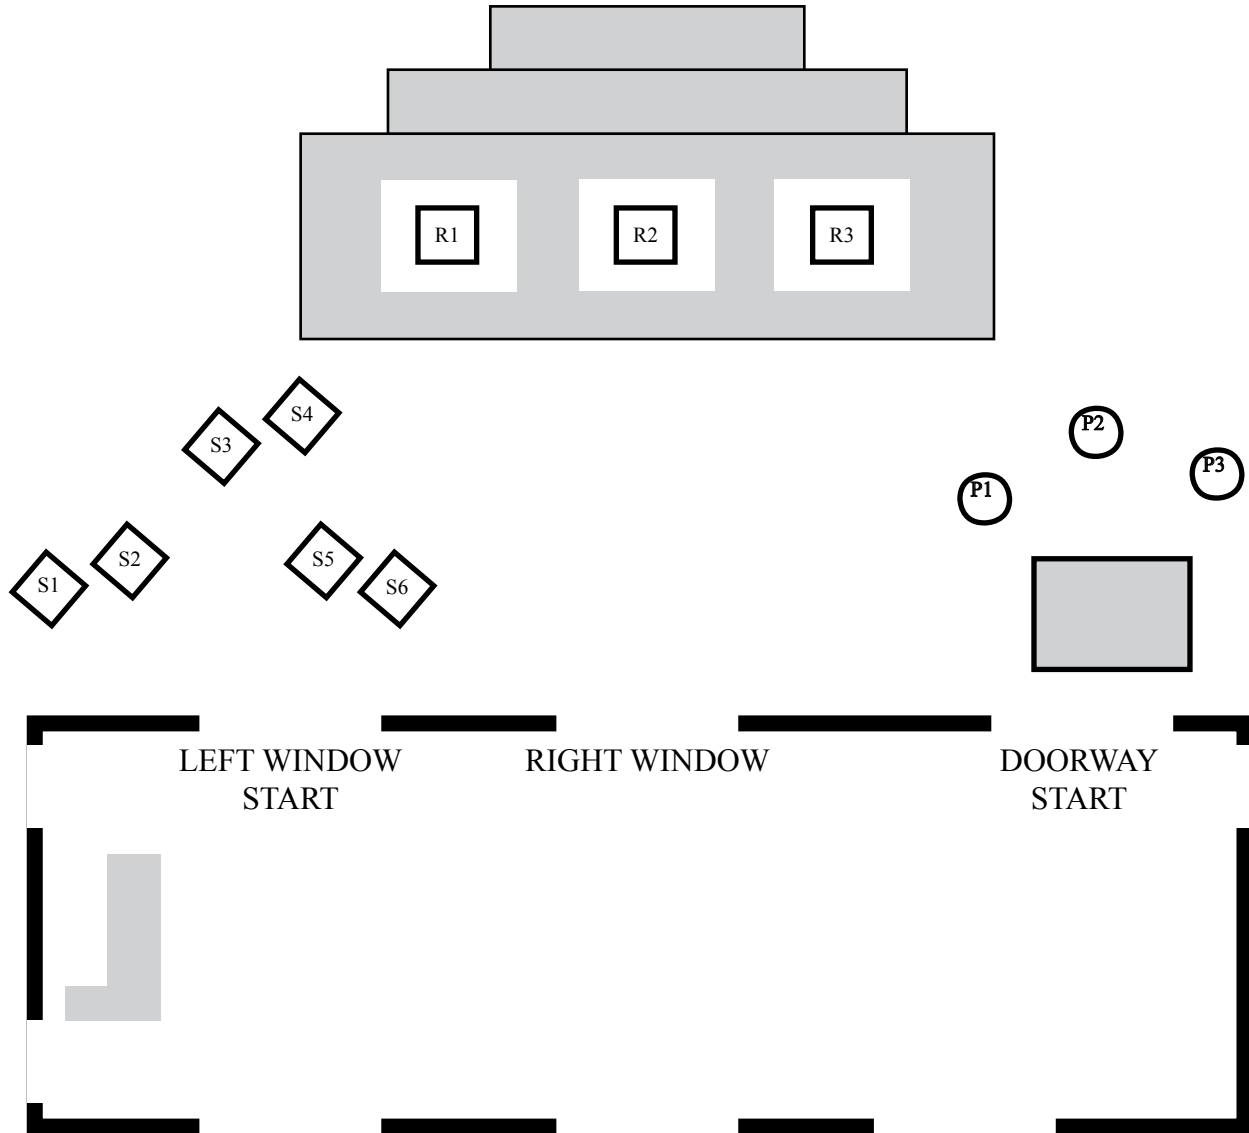 R1 R2 R3
S4
S3
P2
P3
P1
S2
S5
S1
S6
LEFT WINDOW
START
RIGHT WINDOW
DOORWAY
START